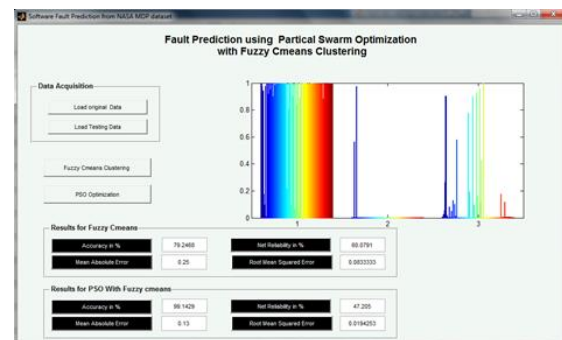 Software Fault Prediction from NASA MDP dataset
Fault Prediction using Partical Swarm Optimization
with Fuzzy Cmeans Clustering
Data Acquisition
Load original Data
Load Testing Data
Fuzzy Cmeans Clustering
PSO Optimization
1
0.8
0.6
0.4
0.2
0
1
2
3
Results for Fuzzy Cmeans
Accuracy in %
79.2460
Net Reliability in %
69.0791
Mean Absolute Error
0.25
Root Mean Squared Error
0.0833333
Results for PSO With Fuzzy cmeans
Accuracy in %
99.1429
Net Reliability in %
47.205
Mean Absolute Error
0.13
Root Mean Squared Error
0.0194253